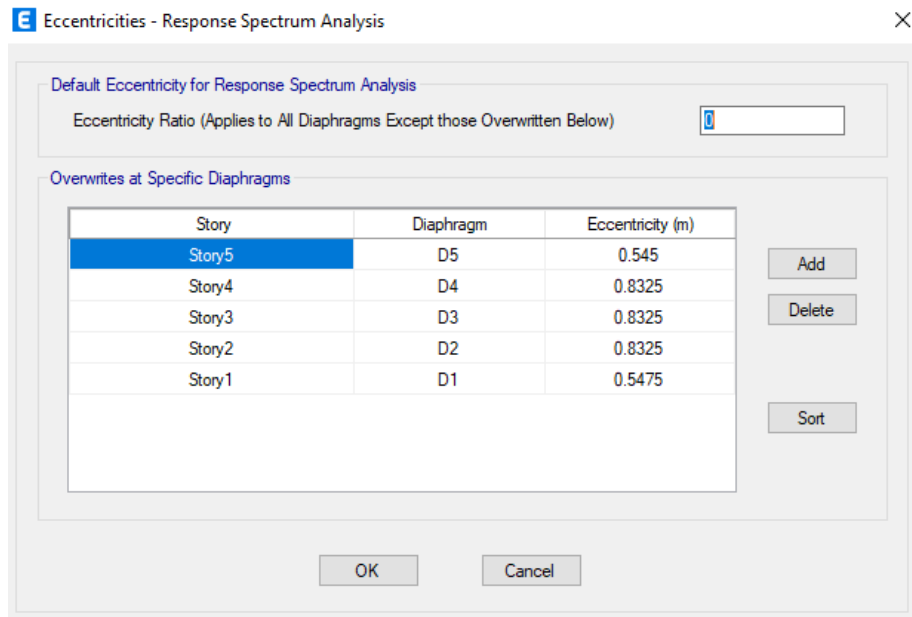 E Eccentricities - Response Spectrum Analysis
Default Eccentricity for Response Spectrum Analysis
Eccentricity Ratio (Applies to All Diaphragms Except those Overwritten Below) 0
Overwrites at Specific Diaphragms
Story Diaphragm Eccentricity (m)
Story5 D5 0.545
Add
Story4 D4 0.8325
Story3 D3 0.8325
Delete
Story2 D2 0.8325
Story1 D1 0.5475
Sort
OK Cancel